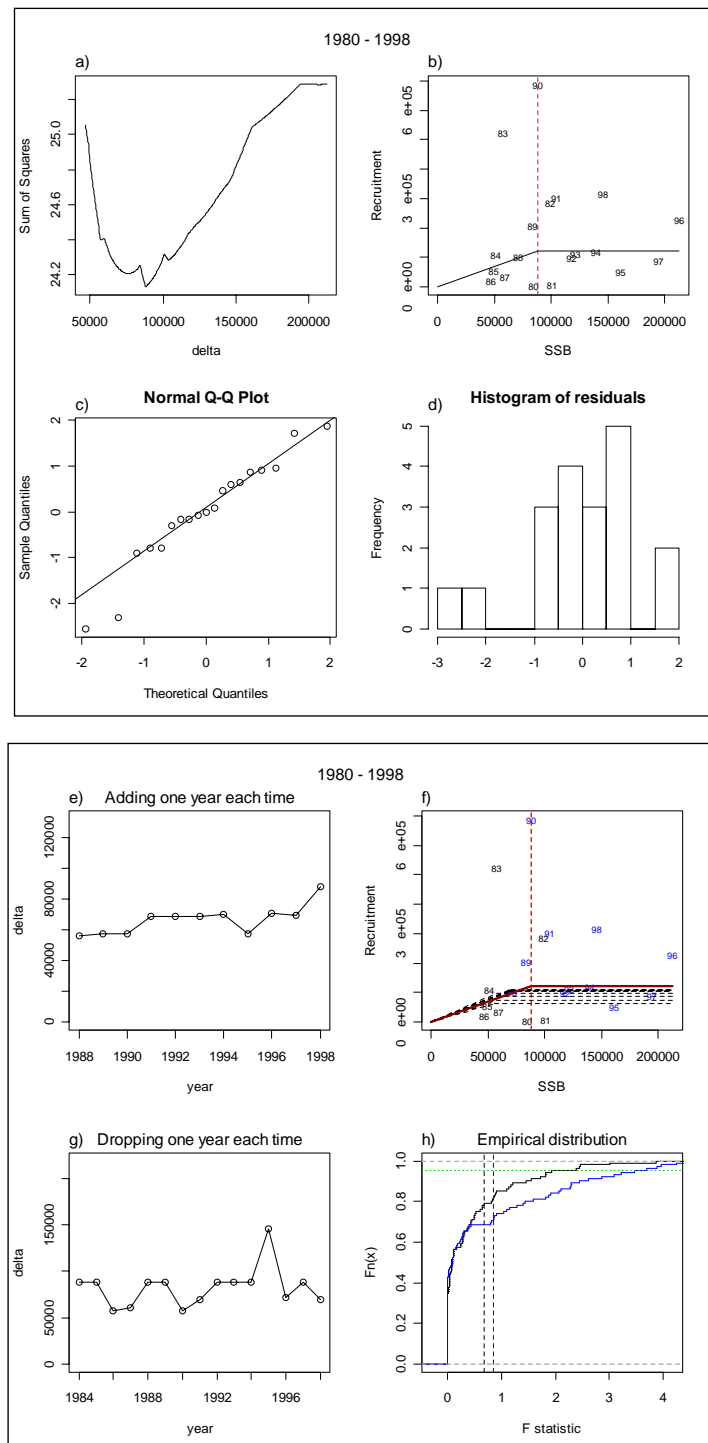 1980 - 1998
a)
Sum of Squares
24.2 24.6 25.0
50000 100000 150000 200000
delta
b)
Recruitment
0 e+00 3 e+05 6 e+05
90
83
98
91
82
96
89
84
88
94
93
92
97
85
95
87
86
80
81
0 50000 100000 150000 200000
SSB
c)
Normal Q-Q Plot
Sample Quantiles
-2 -1 0 1 2
-2 -1 0 1 2
Theoretical Quantiles
d)
Histogram of residuals
Frequency
0 1 2 3 4 5
-3 -2 -1 0 1 2
1980 - 1998
e)
Adding one year each time
delta
0 40000 80000 120000
1988 1990 1992 1994 1996 1998
year
f)
Recruitment
0 e+00 3 e+05 6 e+05
90
83
98
91
82
96
89
84
94
92
97
85
95
87
86
80
81
0 50000 100000 150000 200000
SSB
g)
Dropping one year each time
delta
0 50000 150000
1984 1988 1992 1996
year
h)
Empirical distribution
Fn(x)
0.0 0.2 0.4 0.6 0.8 1.0
0 1 2 3 4
F statistic